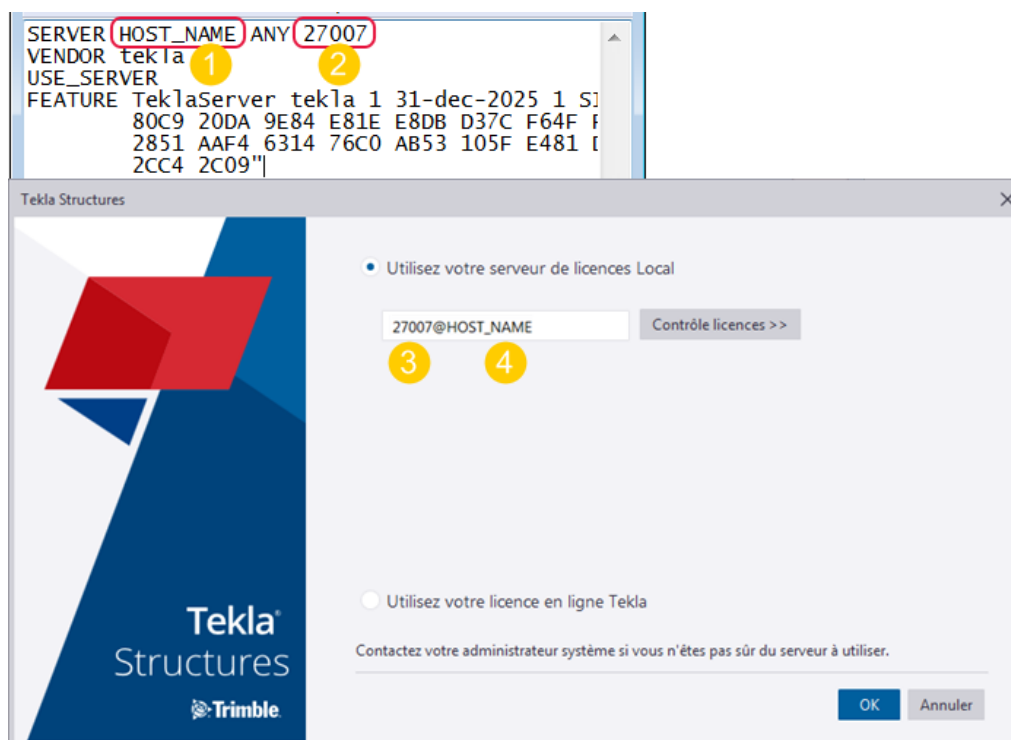 SERVER HOST_NAME ANY 27007
VENDOR tekla
1
2
USE_SERVER
FEATURE TeklaServer tekla 1 31-dec-2025 1
80C9 20DA 9E84 E81E E8DB D37C F64F
2851 AAF4 6314 76C0 AB53 105F E481
2CC4 2C09"
Tekla Structures
Utilisez votre serveur de licences Local
27007@HOST_NAME
Contrôle licences >>
3
4
Utilisez votre licence en ligne Tekla
Contactez votre administrateur système si vous n'êtes pas sûr du serveur à utiliser.
Tekla®
Structures
Trimble.
OK
Annuler